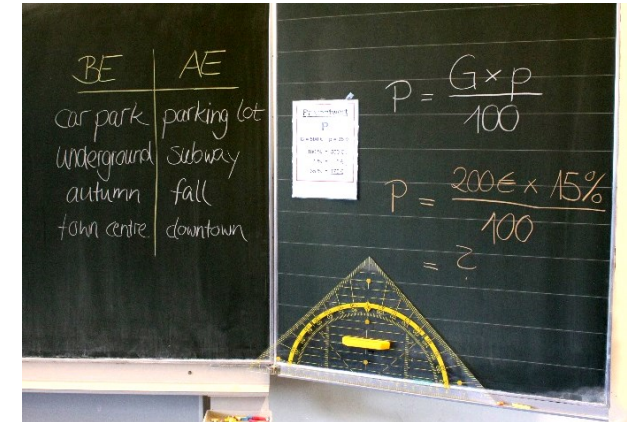 BE AE
car park parking lot
underground subway
autumn fall
town centre downtown
P = G×p
100
P = 200€ × 15%
100
= ?
P